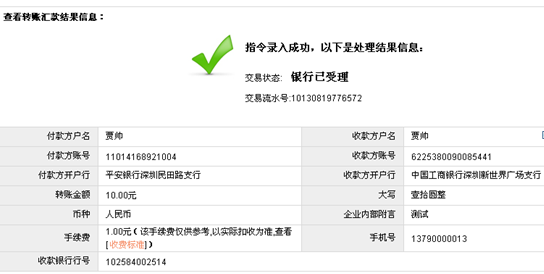 查看转账汇款结果信息：
指令录入成功，以下是处理结果信息：
交易状态: 银行已受理
交易流水号:10130819776572
付款方户名 贾帅 收款方户名 贾帅
付款方账号 11014168921004 收款方账号 6225380090085441
付款方开户行 平安银行深圳民田路支行 收款方开户行 中国工商银行深圳新世界广场支行
转账金额 10.00元 大写 壹拾圆整
币种 人民币 企业内部附言 测试
手续费 1.00元（该手续费仅供参考,以实际扣收为准,查看
[收费标准]） 手机号 13790000013
收款银行行号 102584002514